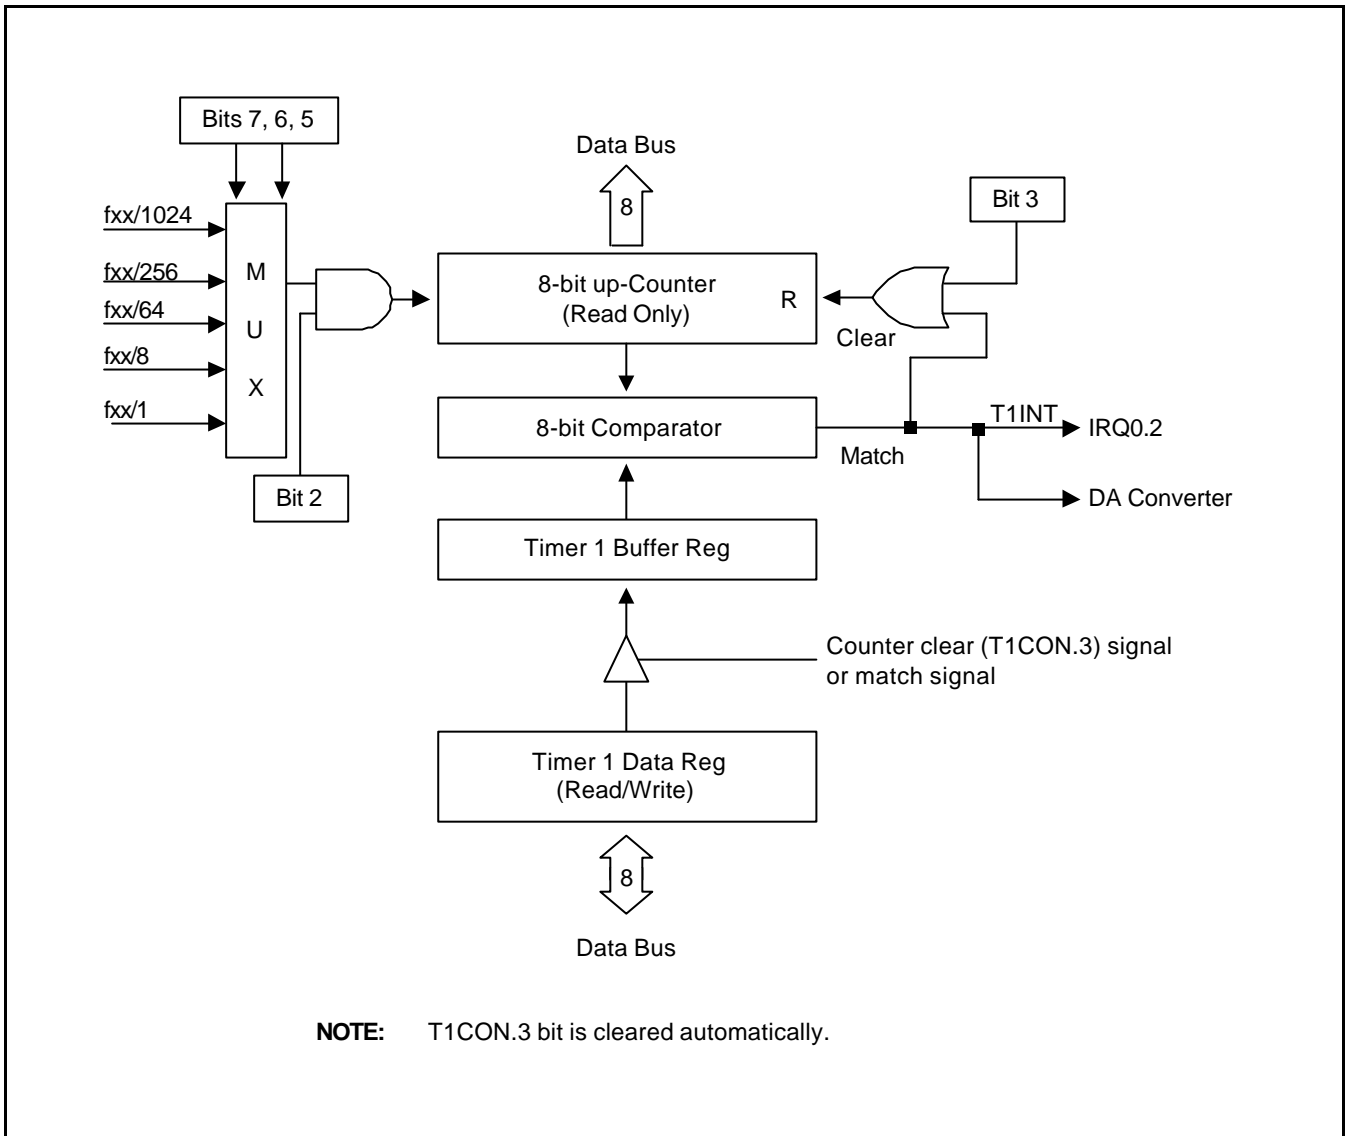 Bits 7, 6, 5
Data Bus
8
Bit 3
fxx/1024
fxx/256
fxx/64
fxx/8
fxx/1
M
U
X
8-bit up-Counter
(Read Only)
R
Clear
8-bit Comparator
Match
T1INT
IRQ0.2
DA Converter
Bit 2
Timer 1 Buffer Reg
Counter clear (T1CON.3) signal
or match signal
Timer 1 Data Reg
(Read/Write)
8
Data Bus
NOTE: T1CON.3 bit is cleared automatically.